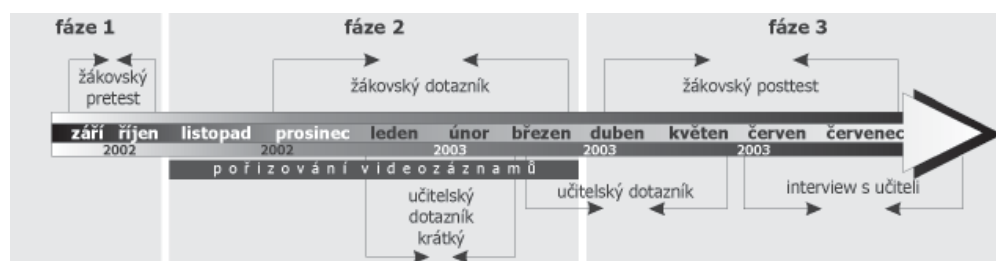 fáze 1
fáze 2
fáze 3
žákovský
pretest
žákovský dotazník
žákovský posttest
září říjen listopad prosinec leden únor březen duben květen červen červenec
2002 2002 2003 2003 2003
pořizování videozáznamů
učitelský
dotazník
krátký
učitelský dotazník
interview s učiteli